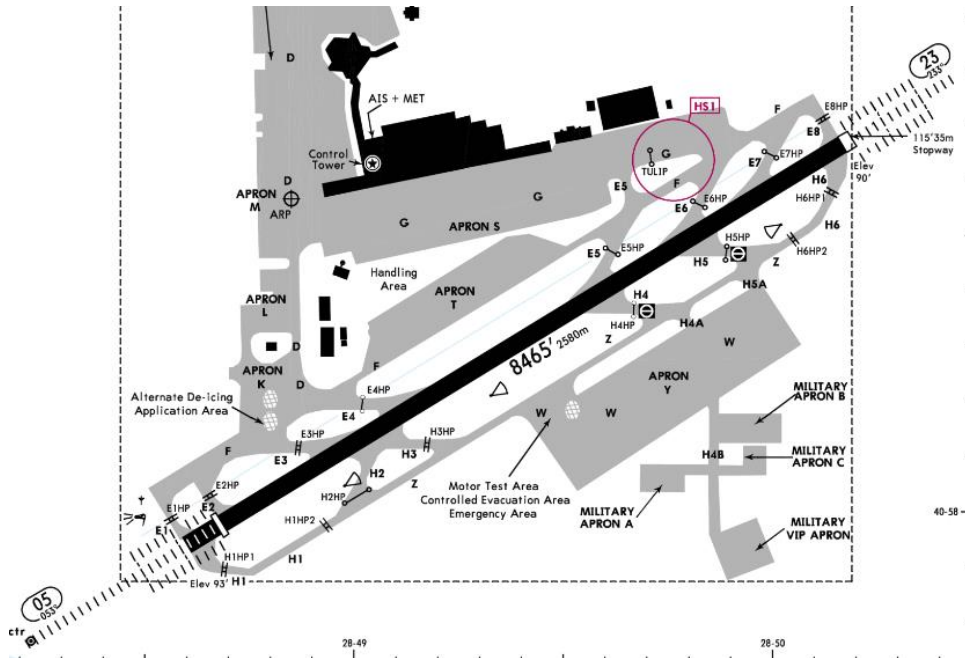 D
23
233°
AIS + MET
HS1
F
E8HP
E8
115'35m
Stopway
Control
Tower
G
E7
E7HP
Elev
90'
TULIP
D
APRON
M
ARP
E5
F
H6
G
G
E6
E6HP
H6HP1
H6
APRON S
E5
E5HP
H5HP
H6HP2
H5
Z
Handling
Area
APRON
T
H5A
APRON
L
H4
H4HP
H4A
D
8465' 2580m
Z
W
F
APRON
K
D
E4HP
APRON
Y
MILITARY
APRON B
Alternate De-icing
Application Area
E4
W
W
E3HP
H3HP
F
E3
H3
H4B
MILITARY
APRON C
H2
Z
Motor Test Area
Controlled Evacuation Area
Emergency Area
E2HP
H2HP
MILITARY
APRON A
E1HP
E2
E1
H1HP2
MILITARY
VIP APRON
40-58
H1HP1
H1
Elev 93'
H1
05
053°
ctr
28-49
28-50